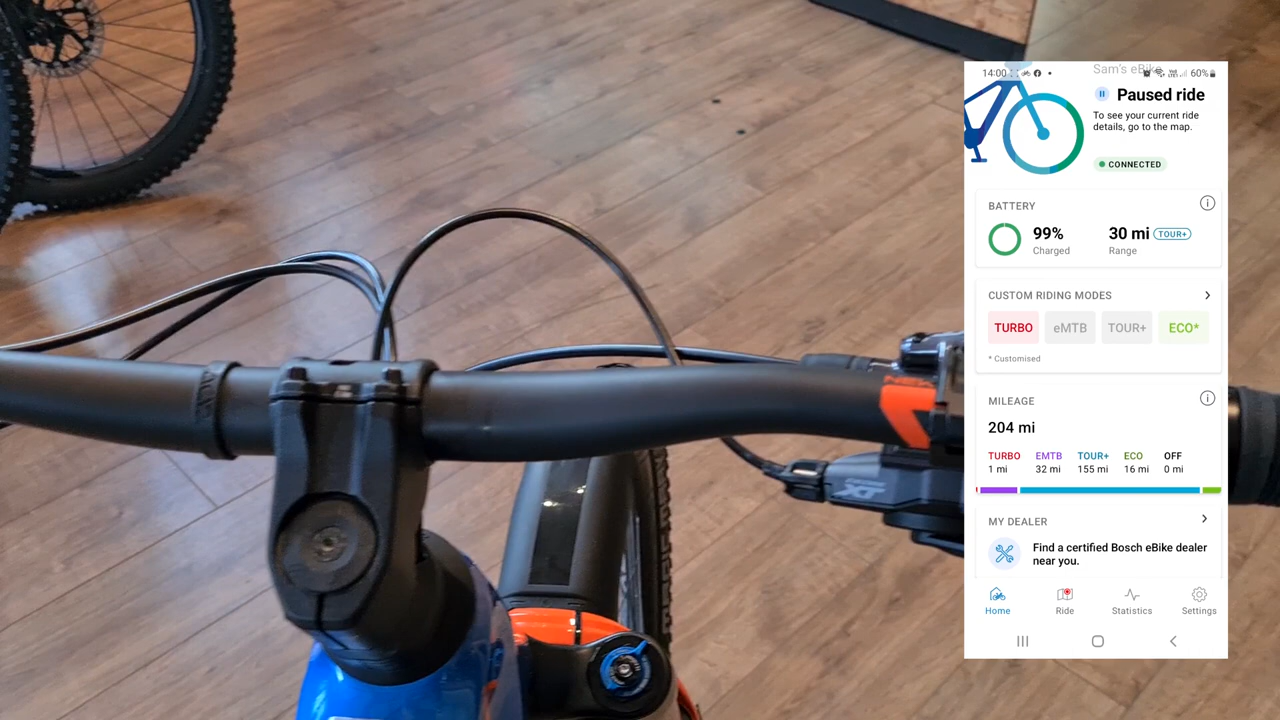 Sam's eBike
14:00
60%
Paused ride
To see your current ride
details, go to the map.
CONNECTED
BATTERY
99%
30 mi TOUR+
Charged
Range
CUSTOM RIDING MODES
TURBO eMTB TOUR+ ECO*
* Customised
MILEAGE
204 mi
TURBO EMTB TOUR+ ECO OFF
1 mi 32 mi 155 mi 16 mi 0 mi
MY DEALER
Find a certified Bosch eBike dealer
near you.
Home Ride Statistics Settings
XT